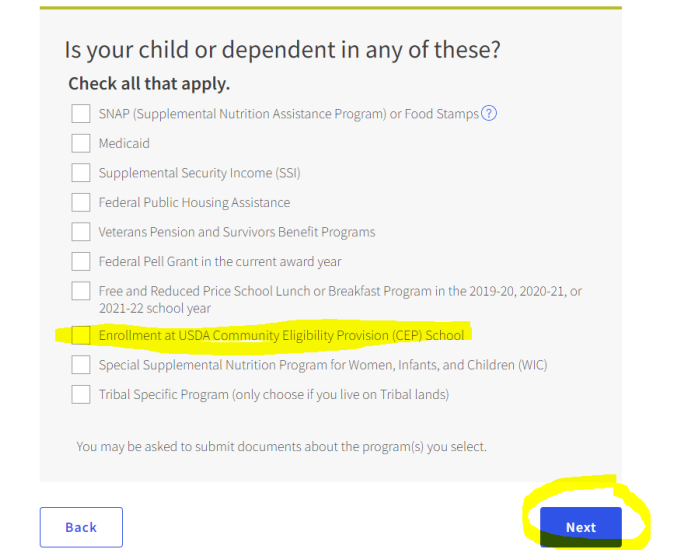 Is your child or dependent in any of these?
Check all that apply.
SNAP (Supplemental Nutrition Assistance Program) or Food Stamps ?
Medicaid
Supplemental Security Income (SSI)
Federal Public Housing Assistance
Veterans Pension and Survivors Benefit Programs
Federal Pell Grant in the current award year
Free and Reduced Price School Lunch or Breakfast Program in the 2019-20, 2020-21, or
2021-22 school year
Enrollment at USDA Community Eligibility Provision (CEP) School
Special Supplemental Nutrition Program for Women, Infants, and Children (WIC)
Tribal Specific Program (only choose if you live on Tribal lands)
You may be asked to submit documents about the program(s) you select.
Back Next